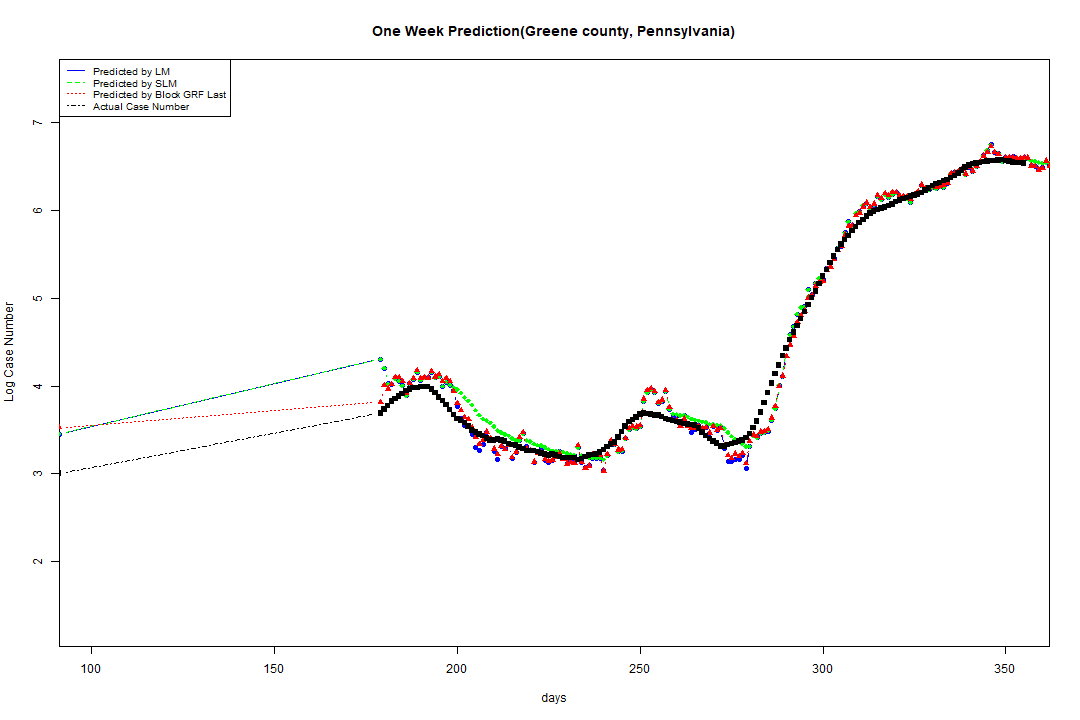 One Week Prediction(Greene county, Pennsylvania)
Predicted by LM
Predicted by SLM
Predicted by Block GRF Last
Actual Case Number
7
6
5
4
3
2
Log Case Number
100 150 200 250 300 350
days